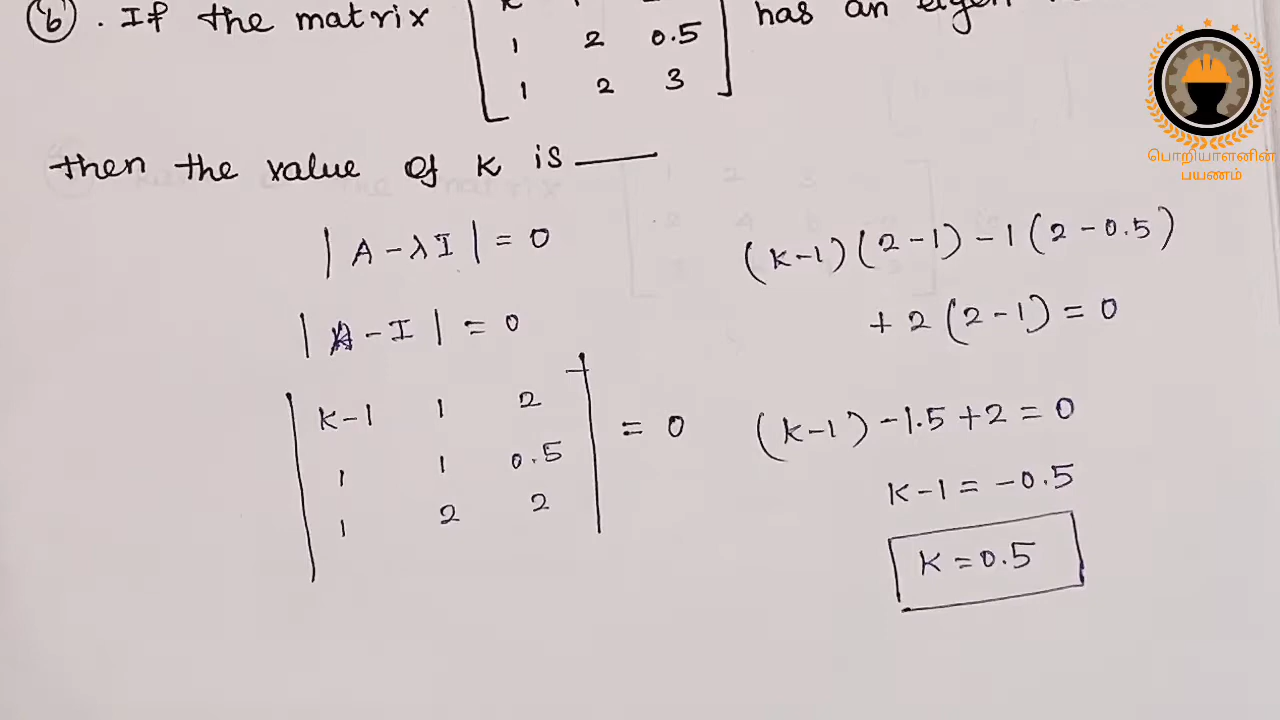 6 . If the matrix has an eigen
1 2 0.5
1 2 3
then the value of K is ——
| A - λI | = 0
| A - I | = 0
K-1 1 2
1 1 0.5 = 0
1 2 2
(K-1) (2-1) - 1 (2 - 0.5)
+ 2 (2-1) = 0
(K-1) - 1.5 + 2 = 0
K-1 = -0.5
K = 0.5
பொறியாளனின்
பயணம்